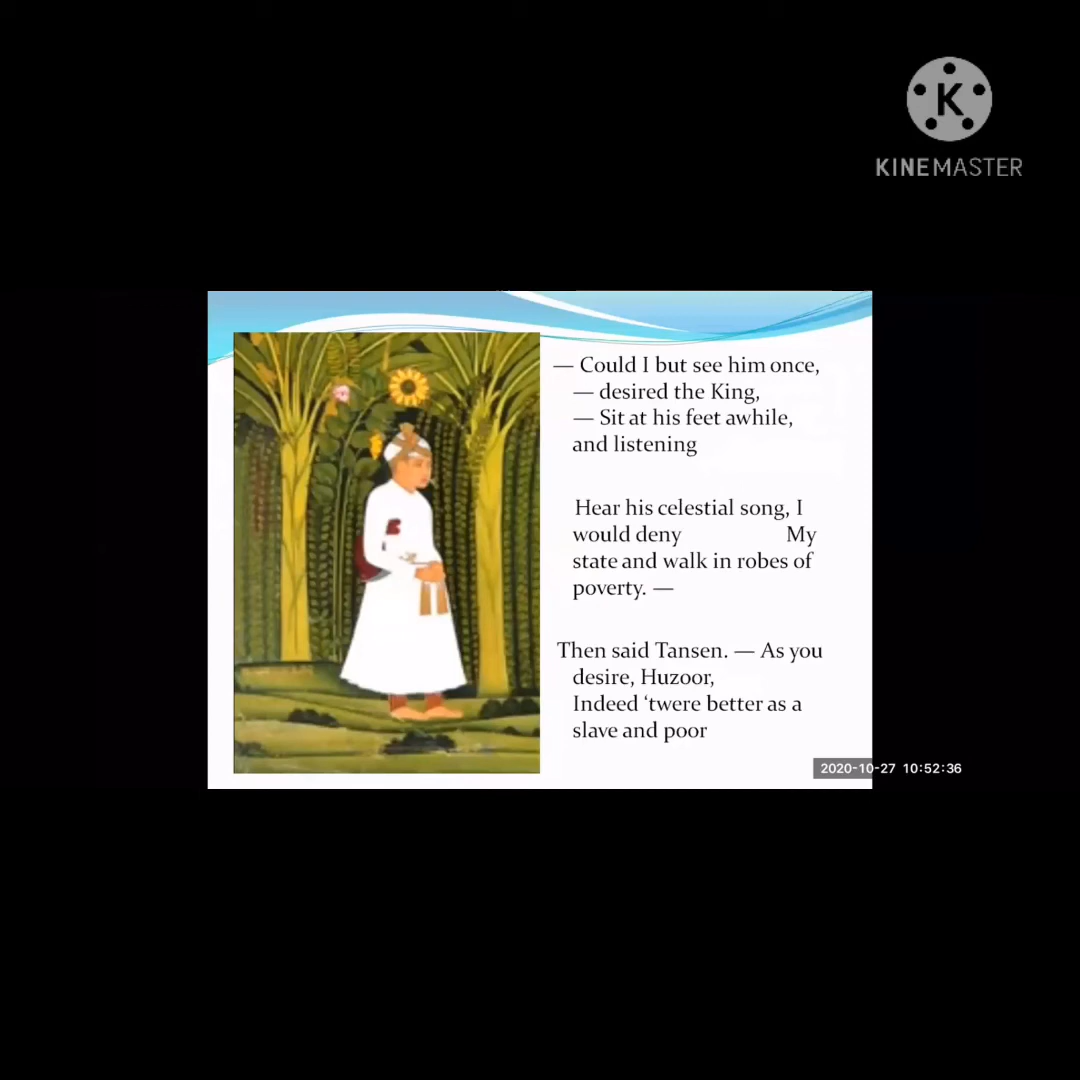 K
KINEMASTER
— Could I but see him once,
— desired the King,
— Sit at his feet awhile,
and listening
Hear his celestial song, I
would deny My
state and walk in robes of
poverty. —
Then said Tansen. — As you
desire, Huzoor,
Indeed ‘twere better as a
slave and poor
2020-10-27 10:52:36